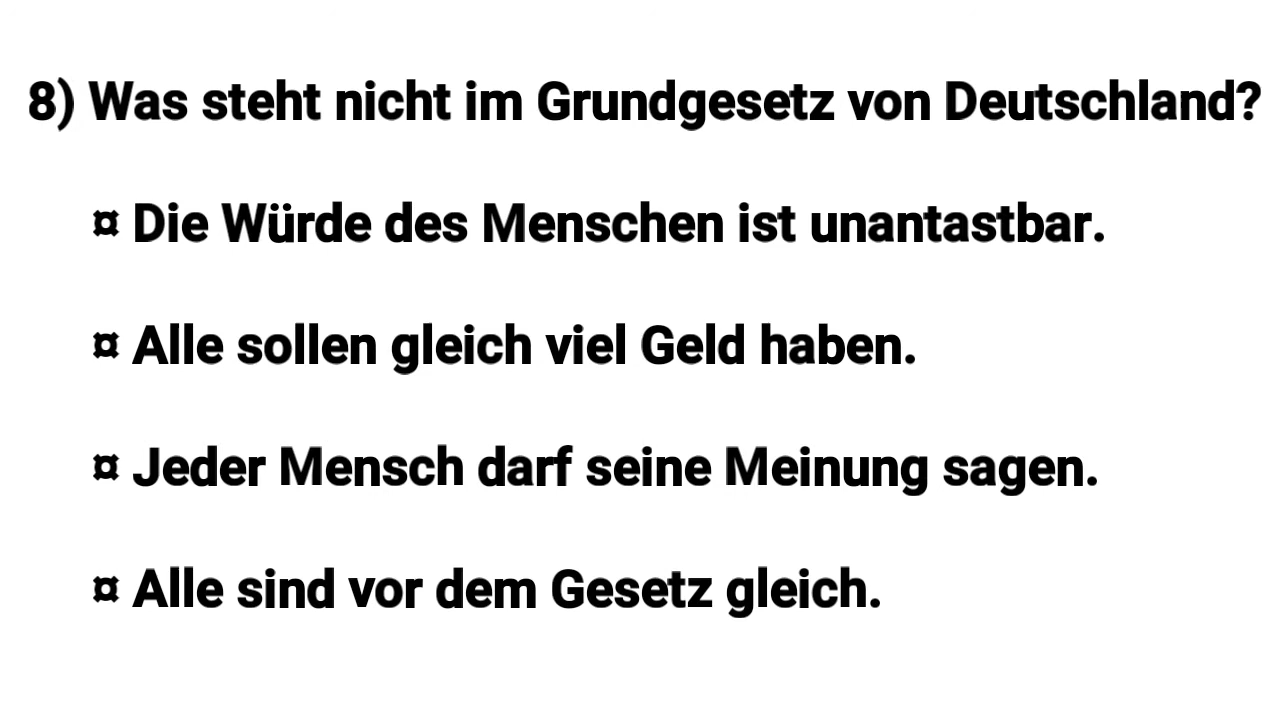 8) Was steht nicht im Grundgesetz von Deutschland?
¤ Die Würde des Menschen ist unantastbar.
¤ Alle sollen gleich viel Geld haben.
¤ Jeder Mensch darf seine Meinung sagen.
¤ Alle sind vor dem Gesetz gleich.